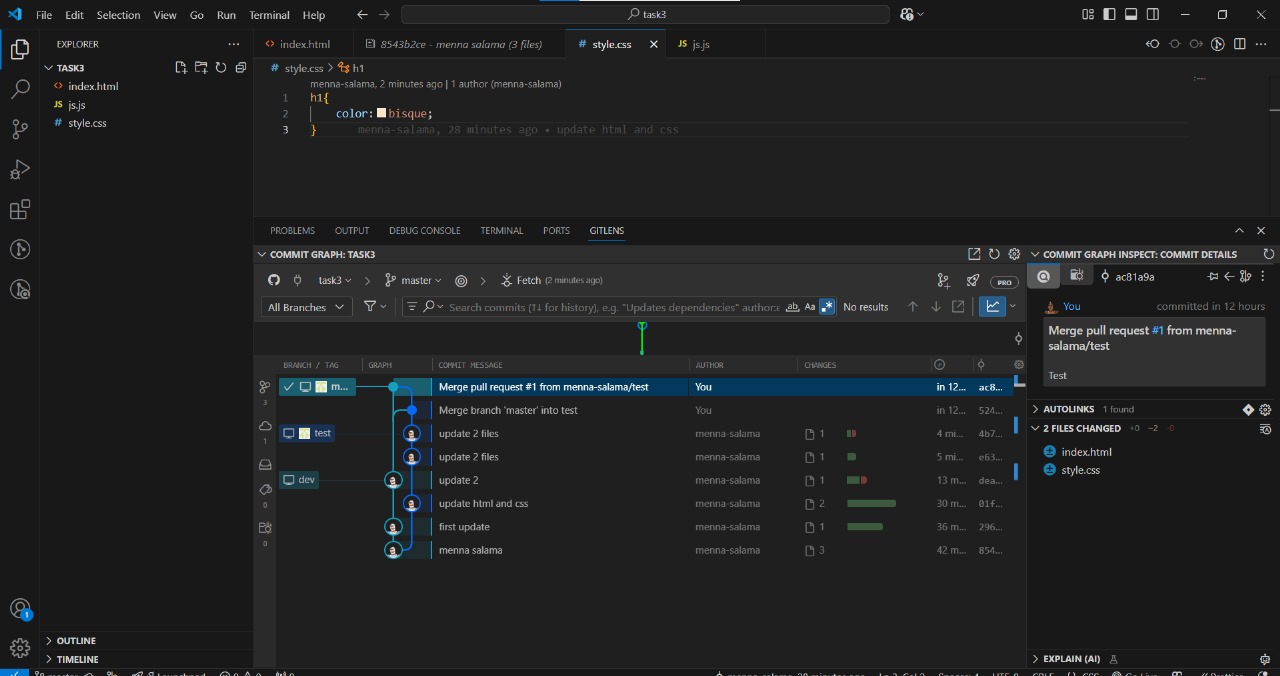 File Edit Selection View Go Run Terminal Help task3
EXPLORER
index.html 8543b2ce - menna salama (3 files) # style.css JS js.js
TASK3
# style.css > h1
<> index.html
JS js.js
# style.css
menna-salama, 2 minutes ago | 1 author (menna-salama)
1 h1{
2 color: bisque;
3 } menna-salama, 28 minutes ago • update html and css
PROBLEMS OUTPUT DEBUG CONSOLE TERMINAL PORTS GITLENS
COMMIT GRAPH: TASK3
task3 > master > Fetch (2 minutes ago) PRO
All Branches Search commits (↑↓ for history), e.g. "Updates dependencies" author:e ab Aa .* No results
BRANCH / TAG GRAPH COMMIT MESSAGE AUTHOR CHANGES
m... Merge pull request #1 from menna-salama/test You in 12... ac8...
Merge branch 'master' into test You in 12... 524...
test update 2 files menna-salama 1 4 mi... 4b7...
update 2 files menna-salama 1 5 mi... e63...
dev update 2 menna-salama 1 13 m... dea...
update html and css menna-salama 2 30 m... 01f...
first update menna-salama 1 36 m... 296...
menna salama menna-salama 3 42 m... 854...
3
1
0
0
COMMIT GRAPH INSPECT: COMMIT DETAILS
ac81a9a
You committed in 12 hours
Merge pull request #1 from menna-
salama/test
Test
AUTOLINKS 1 found
2 FILES CHANGED +0 ~2 -0
index.html
style.css
EXPLAIN (AI)
1
OUTLINE
TIMELINE